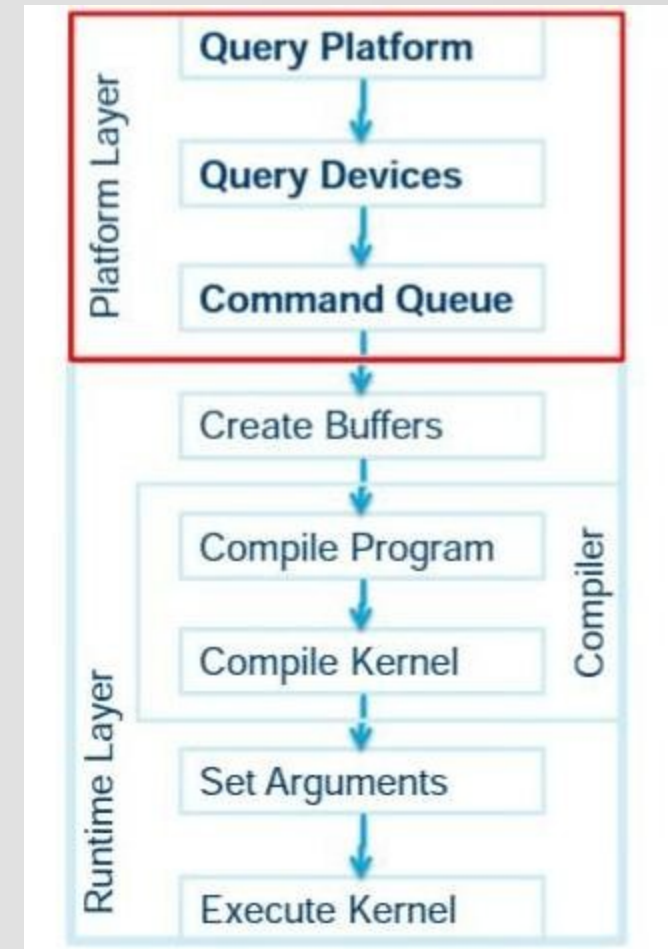 Platform Layer
Query Platform
Query Devices
Command Queue
Runtime Layer
Create Buffers
Compiler
Compile Program
Compile Kernel
Set Arguments
Execute Kernel